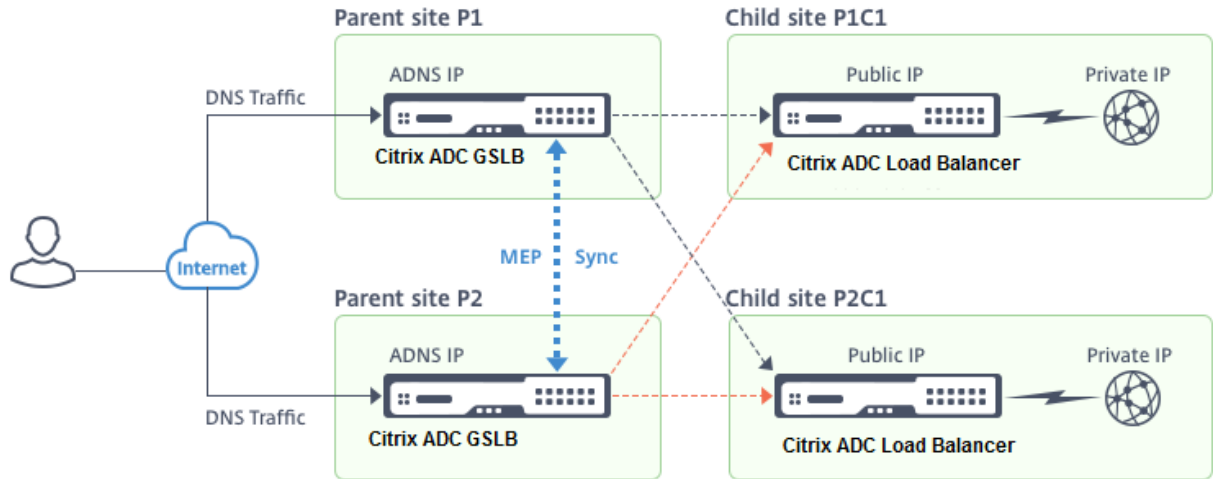 Parent site P1
Child site P1C1
ADNS IP
Public IP
Private IP
DNS Traffic
Citrix ADC GSLB
Citrix ADC Load Balancer
MEP Sync
Internet
Parent site P2
Child site P2C1
ADNS IP
Public IP
Private IP
DNS Traffic
Citrix ADC GSLB
Citrix ADC Load Balancer